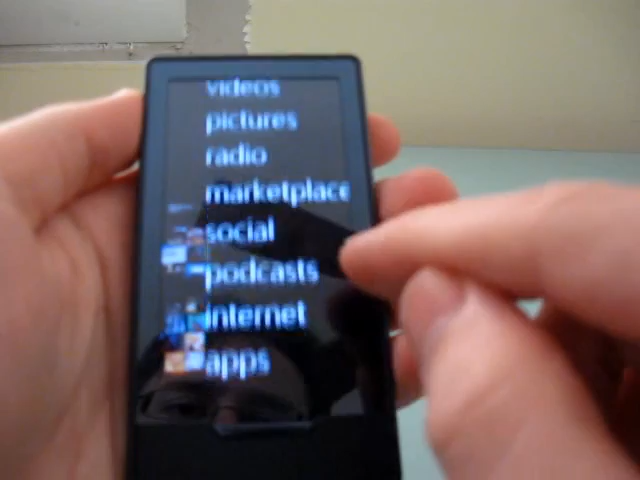 videos
pictures
radio
marketplace
social
podcasts
internet
apps